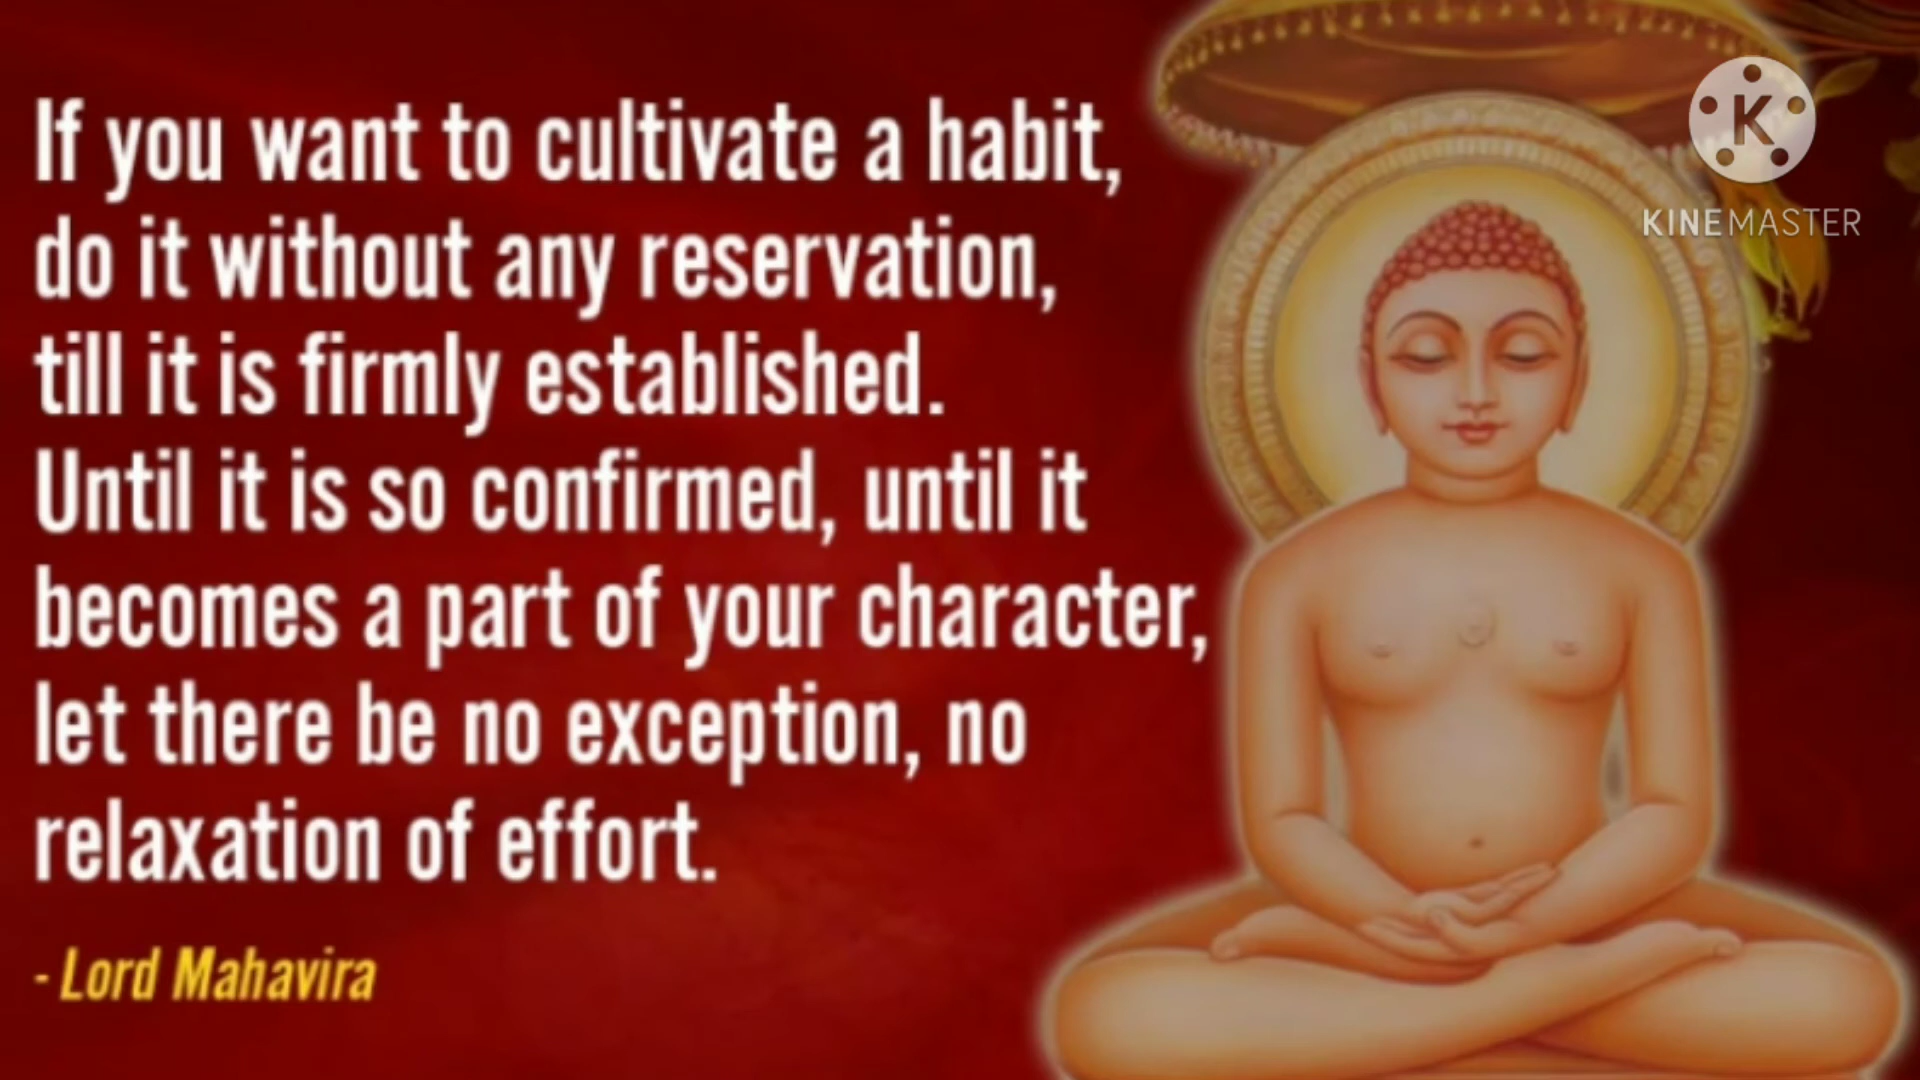 If you want to cultivate a habit,
do it without any reservation,
till it is firmly established.
Until it is so confirmed, until it
becomes a part of your character,
let there be no exception, no
relaxation of effort.
- Lord Mahavira
K
KINEMASTER